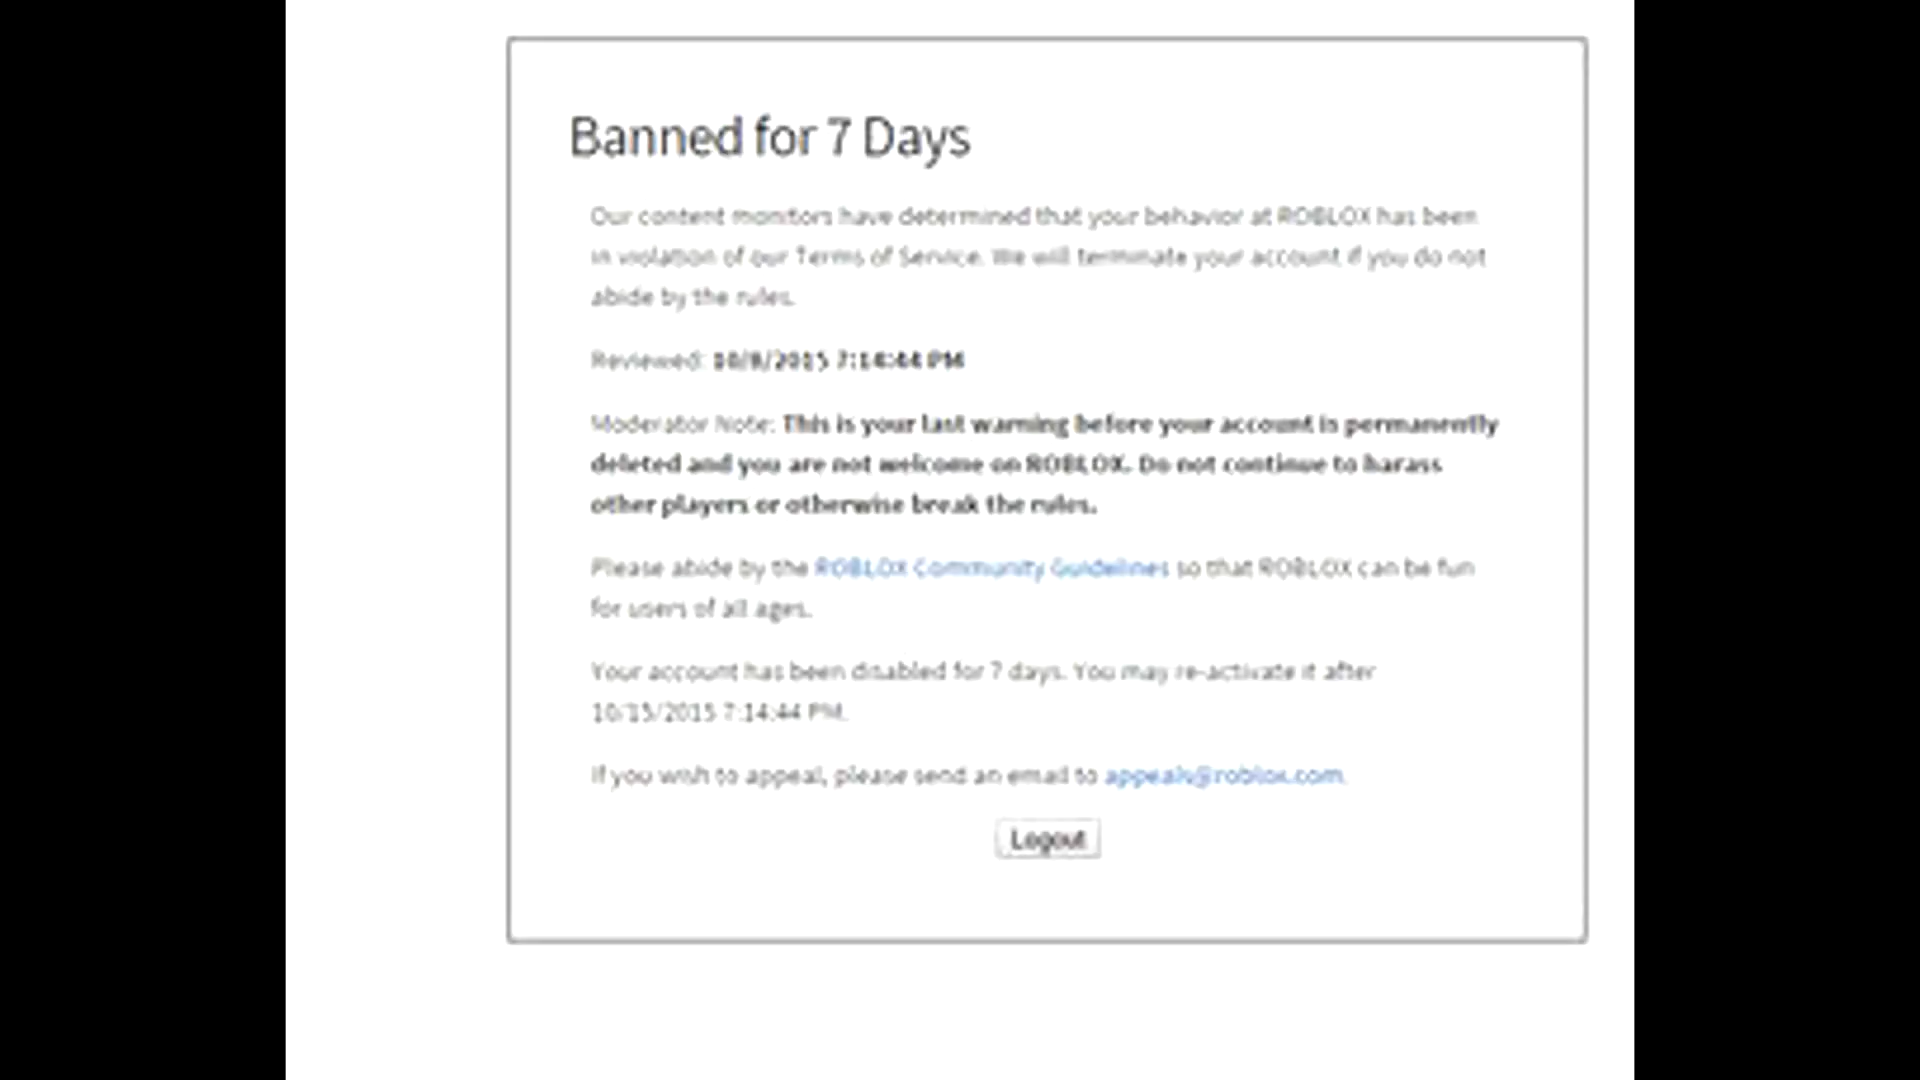 Banned for 7 Days
Our content monitors have determined that your behavior at ROBLOX has been
in violation of our Terms of Service. We will terminate your account if you do not
abide by the rules.
Reviewed: 10/8/2015 7:14:44 PM
Moderator Note: This is your last warning before your account is permanently
deleted and you are not welcome on ROBLOX. Do not continue to harass
other players or otherwise break the rules.
Please abide by the ROBLOX Community Guidelines so that ROBLOX can be fun
for users of all ages.
Your account has been disabled for 7 days. You may re-activate it after
10/15/2015 7:14:44 PM.
If you wish to appeal, please send an email to appeals@roblox.com.
Logout